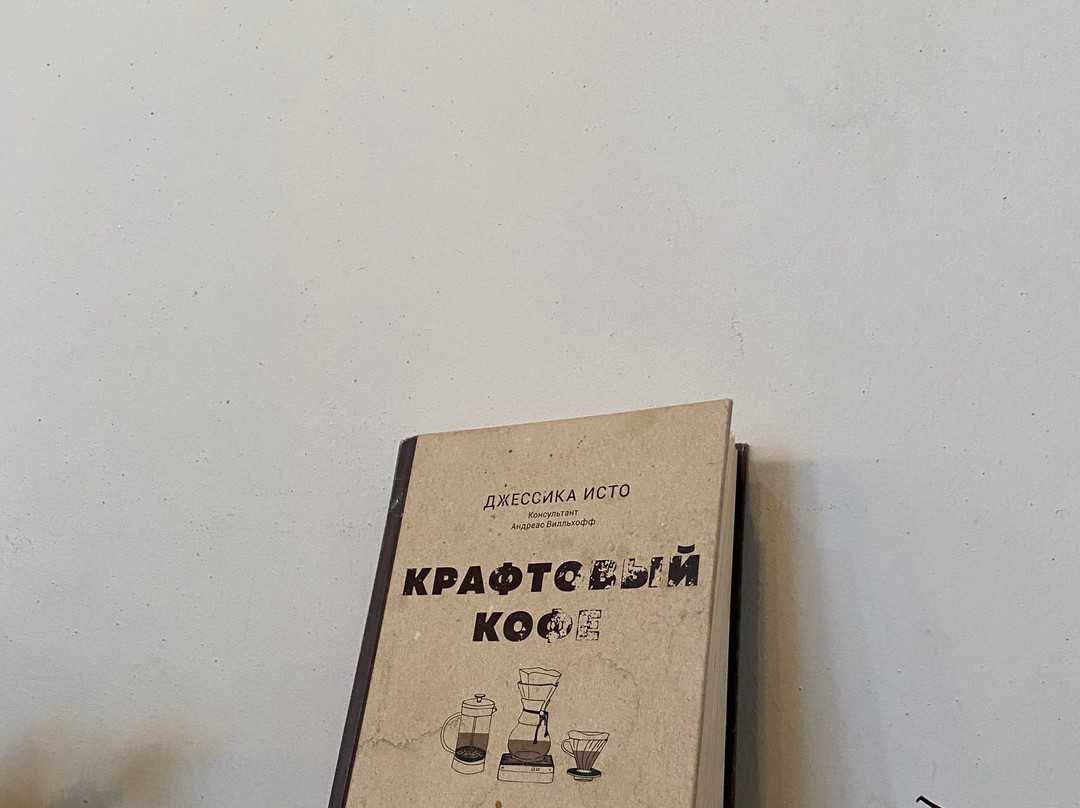 ДЖЕССИКА ИСТО
Консультант
Андреас Вилльхофф
КРАФТОВЫЙ
КОФЕ